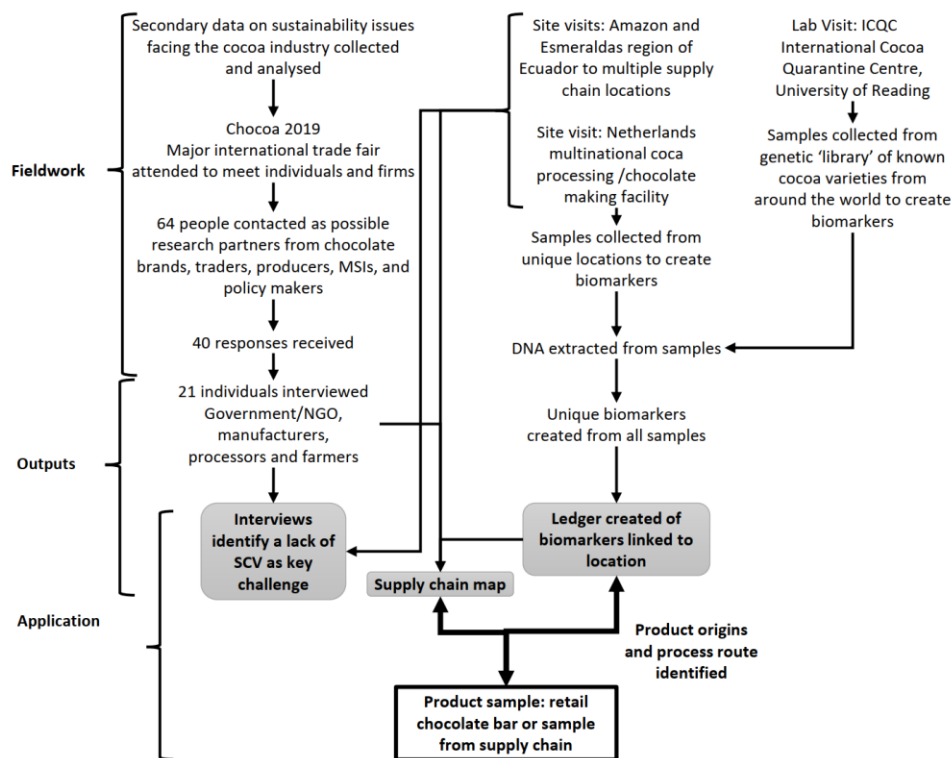 Secondary data on sustainability issues
facing the cocoa industry collected
and analysed
Chocoa 2019
Major international trade fair
attended to meet individuals and firms
64 people contacted as possible
research partners from chocolate
brands, traders, producers, MSIs, and
policy makers
40 responses received
21 individuals interviewed
Government/NGO,
manufacturers,
processors and farmers
Interviews
identify a lack of
SCV as key
challenge
Fieldwork
Outputs
Application
Site visits: Amazon and
Esmeraldas region of
Ecuador to multiple supply
chain locations
Site visit: Netherlands
multinational coca
processing /chocolate
making facility
Samples collected from
unique locations to create
biomarkers
DNA extracted from samples
Unique biomarkers
created from all samples
Ledger created of
biomarkers linked to
location
Supply chain map
Lab Visit: ICQC
International Cocoa
Quarantine Centre,
University of Reading
Samples collected from
genetic ‘library’ of known
cocoa varieties from
around the world to create
biomarkers
Product origins
and process route
identified
Product sample: retail
chocolate bar or sample
from supply chain